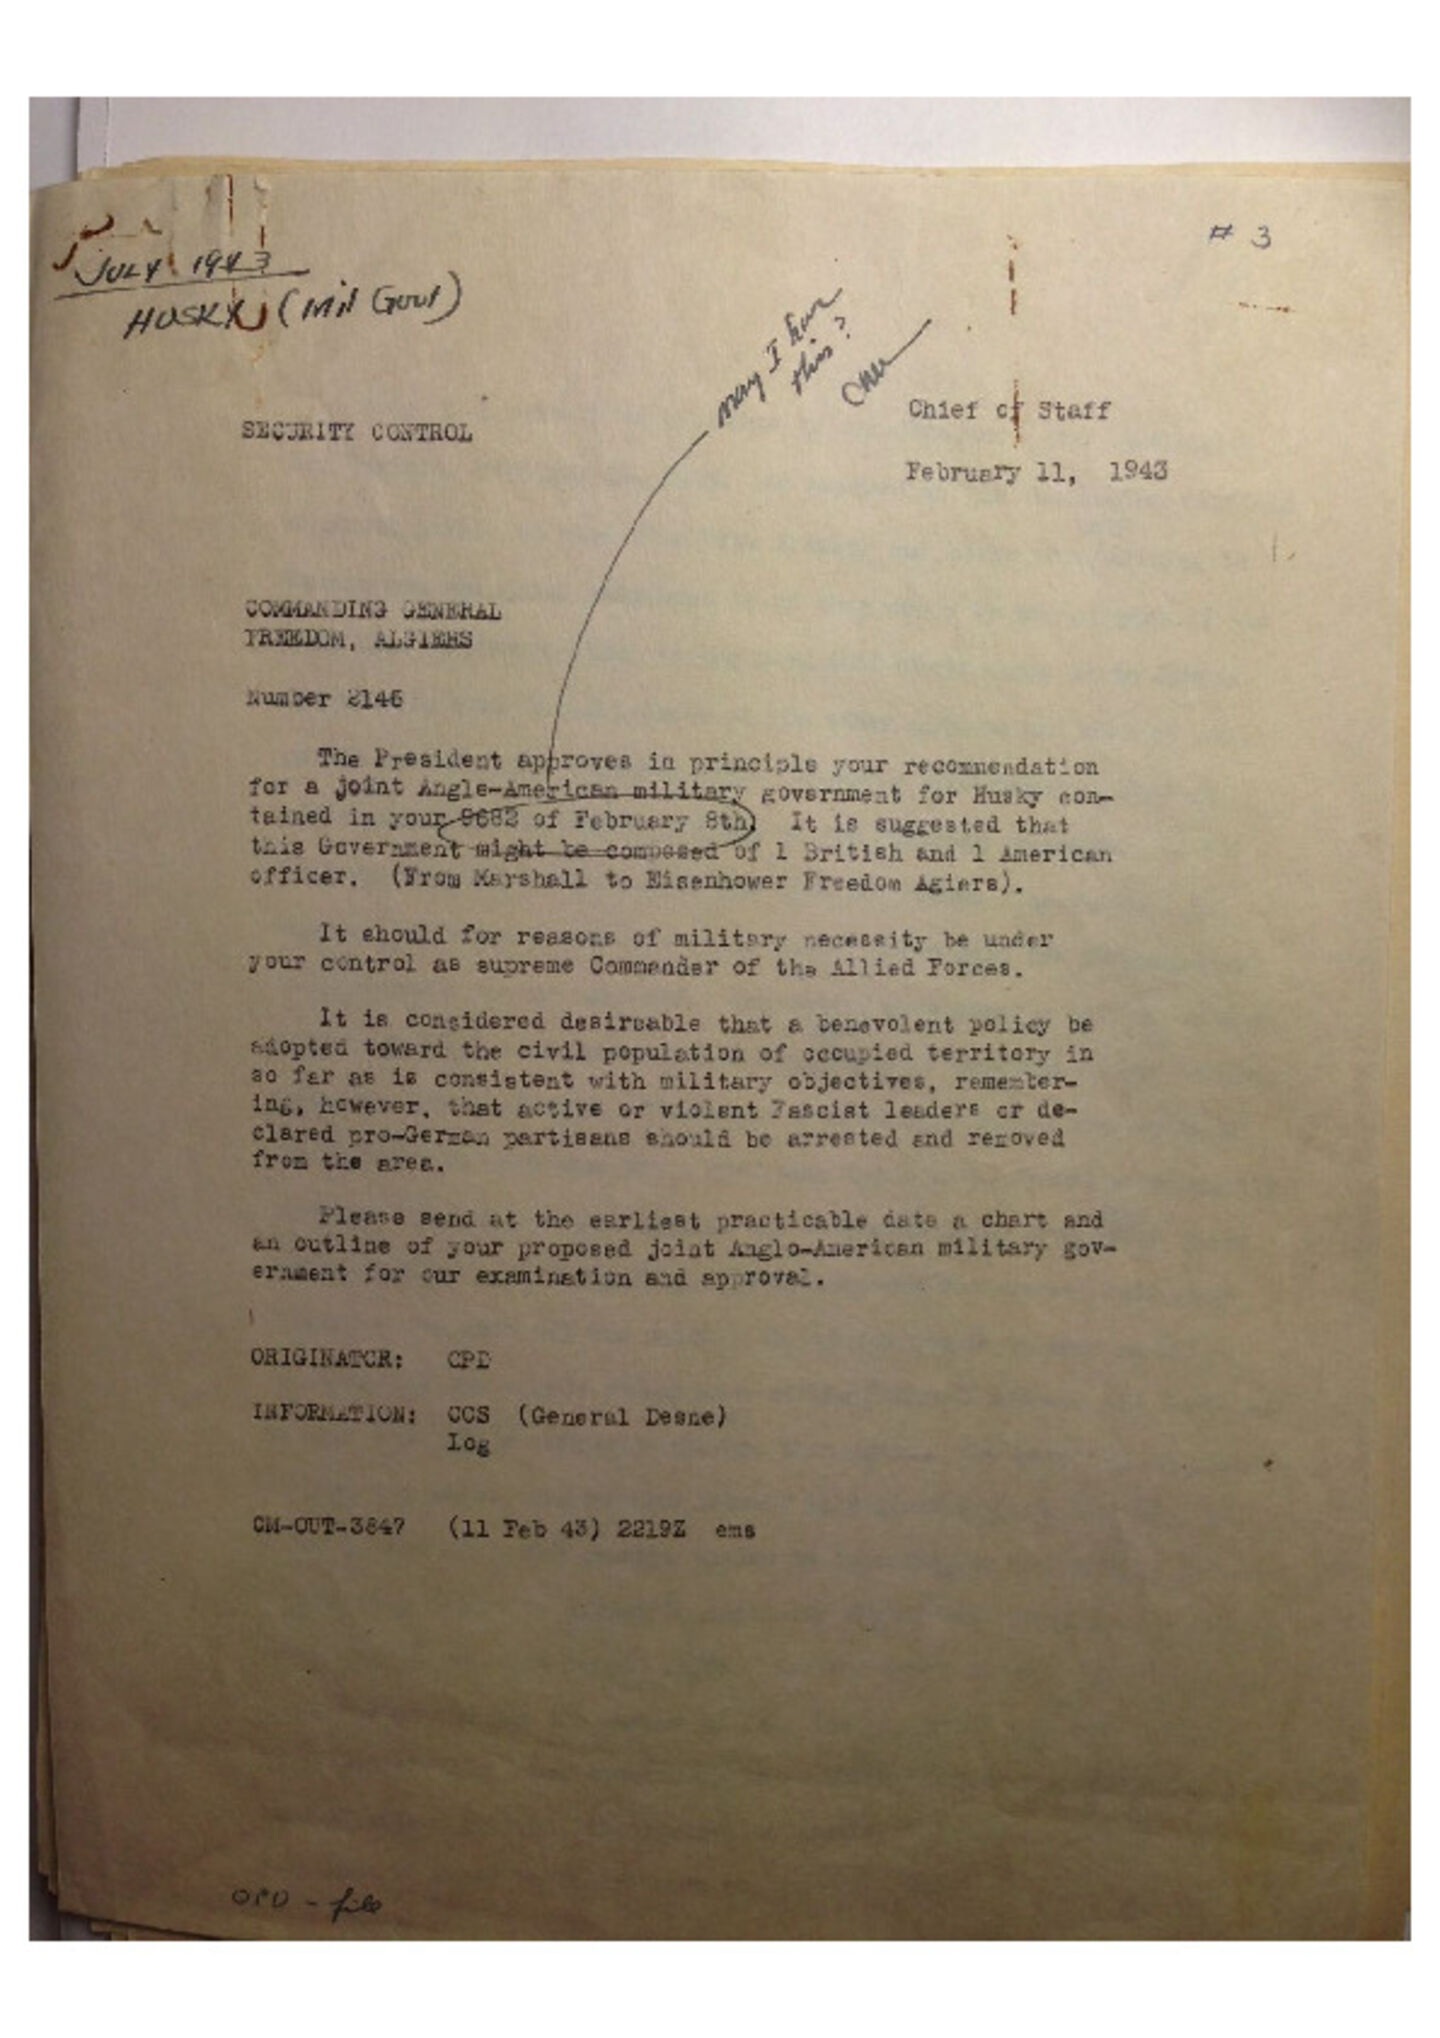 # 3
JULY 1943
HUSKY (Mil Govt)
may I have
this?
Chief of Staff
SECURITY CONTROL
February 11, 1943
COMMANDING GENERAL
FREEDOM, ALGIERS
Number 2146
The President approves in principle your recommendation
for a joint Angle-American military government for Husky con-
tained in your 9682 of February 8th. It is suggested that
this Government might be composed of 1 British and 1 American
officer. (From Marshall to Eisenhower Freedom Agiers).
It should for reasons of military necessity be under
your control as supreme Commander of the Allied Forces.
It is considered desireable that a benevolent policy be
adopted toward the civil population of occupied territory in
so far as is consistent with military objectives, remember-
ing, however, that active or violent Fascist leaders or de-
clared pro-German partisans should be arrested and removed
from the area.
Please send at the earliest practicable date a chart and
an outline of your proposed joint Anglo-American military gov-
ernment for our examination and approval.
ORIGINATOR: OPD
INFORMATION: CCS (General Deane)
Log
CM-OUT-3847 (11 Feb 43) 2219Z ems
OPD - file